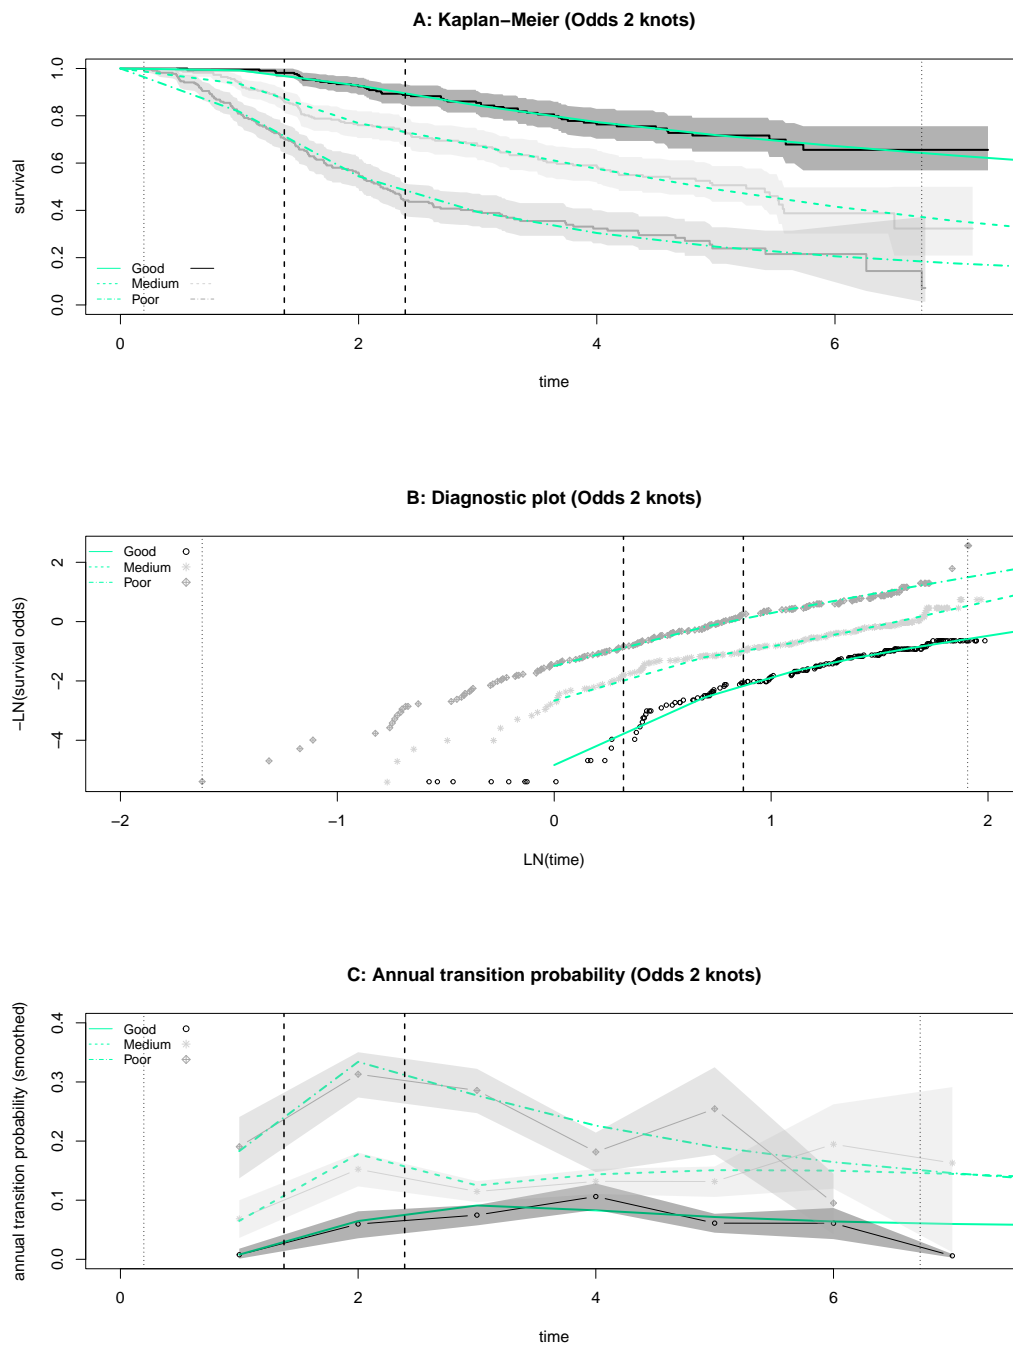 A: Kaplan−Meier (Odds 2 knots)
survival
1.0
0.8
0.6
0.4
0.2
0.0
Good
Medium
Poor
0 2 4 6
time
B: Diagnostic plot (Odds 2 knots)
−LN(survival odds)
2
0
−2
−4
Good
Medium
Poor
−2 −1 0 1 2
LN(time)
C: Annual transition probability (Odds 2 knots)
annual transition probability (smoothed)
0.4
0.3
0.2
0.1
0.0
Good
Medium
Poor
0 2 4 6
time